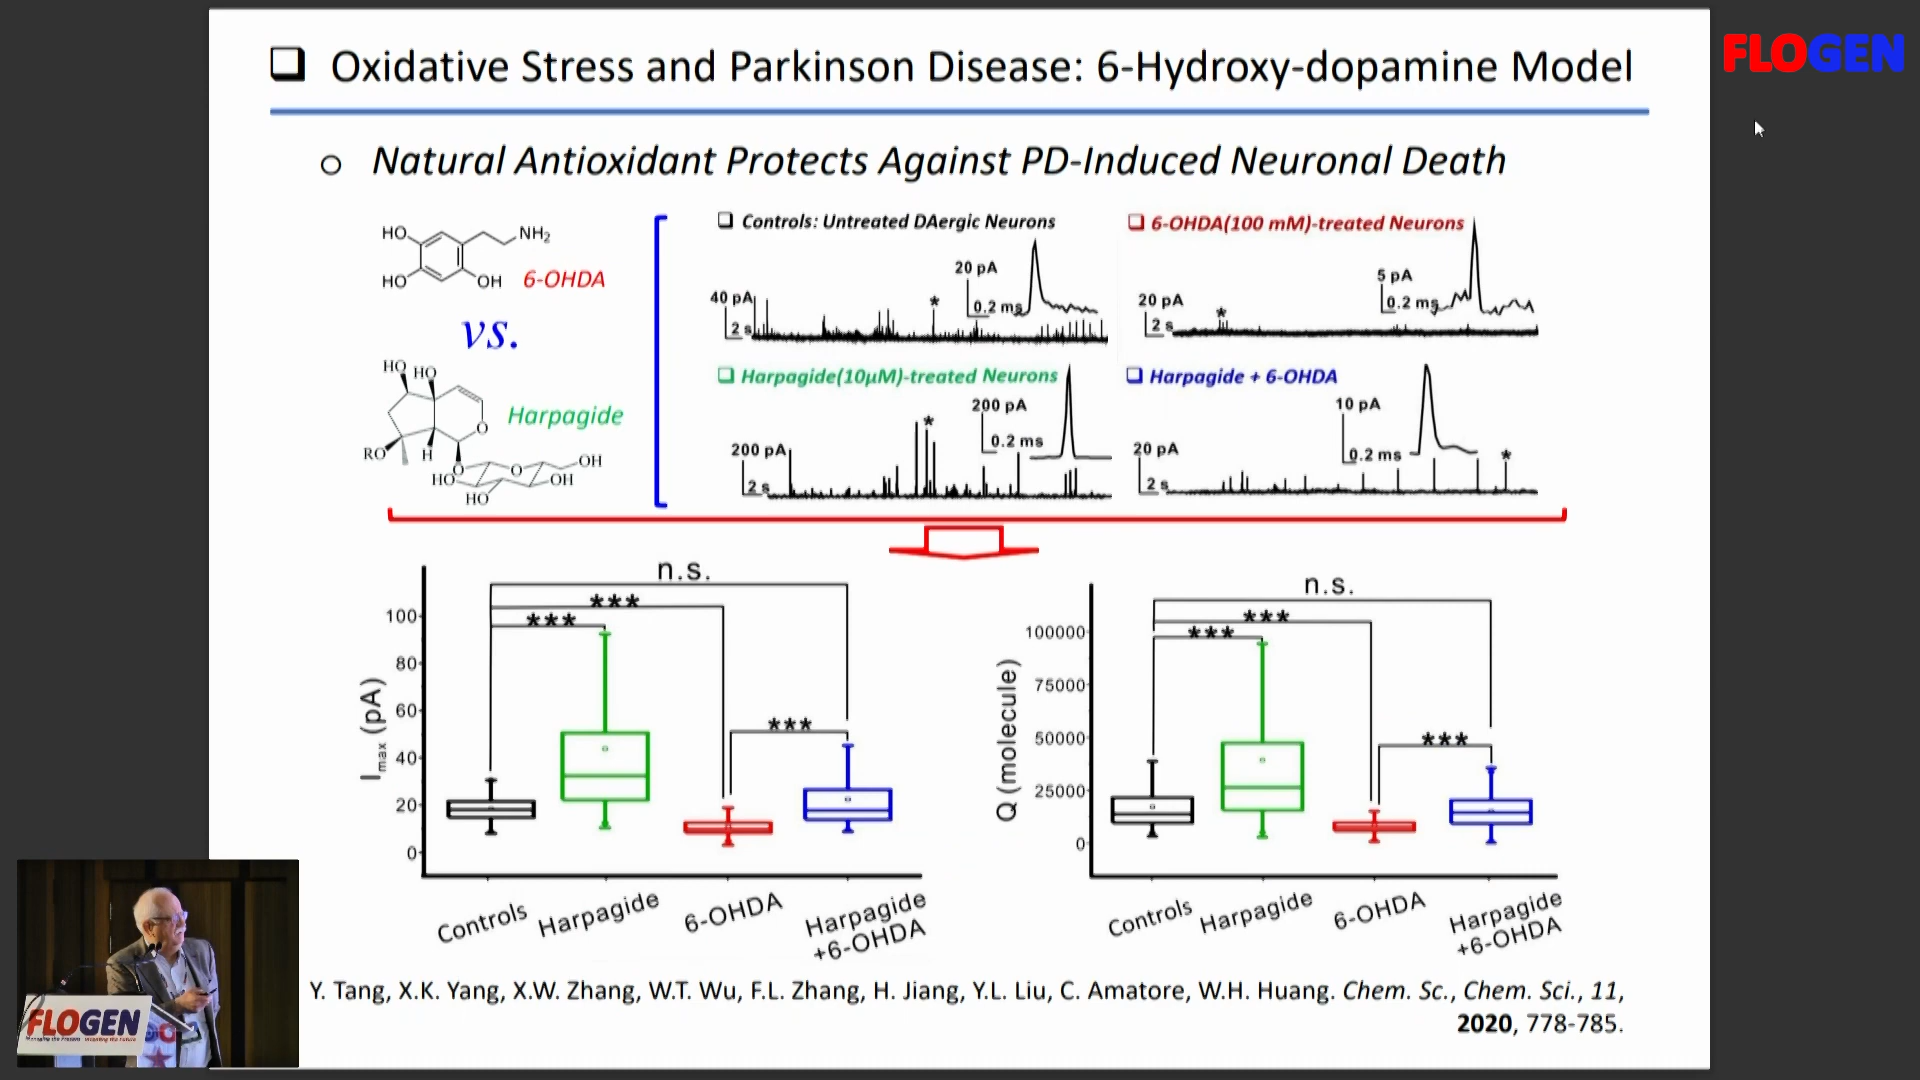 ❑ Oxidative Stress and Parkinson Disease: 6-Hydroxy-dopamine Model
FLOGEN
o Natural Antioxidant Protects Against PD-Induced Neuronal Death
HO
NH2
HO
OH
6-OHDA
vs.
HO HO
Harpagide
O
RO
H
O
O
OH
HO
OH
HO
❑ Controls: Untreated DAergic Neurons
20 pA
0.2 ms
40 pA
2 s
*
❑ 6-OHDA(100 mM)-treated Neurons
5 pA
0.2 ms
20 pA
2 s
*
❑ Harpagide(10µM)-treated Neurons
200 pA
0.2 ms
200 pA
2 s
*
❑ Harpagide + 6-OHDA
10 pA
0.2 ms
20 pA
2 s
*
n.s.
***
***
***
Imax (pA)
100
80
60
40
20
0
Controls
Harpagide
6-OHDA
Harpagide
+6-OHDA
n.s.
***
***
***
Q (molecule)
100000
75000
50000
25000
0
Controls
Harpagide
6-OHDA
Harpagide
+6-OHDA
Y. Tang, X.K. Yang, X.W. Zhang, W.T. Wu, F.L. Zhang, H. Jiang, Y.L. Liu, C. Amatore, W.H. Huang. Chem. Sc., Chem. Sci., 11,
2020, 778-785.
FLOGEN